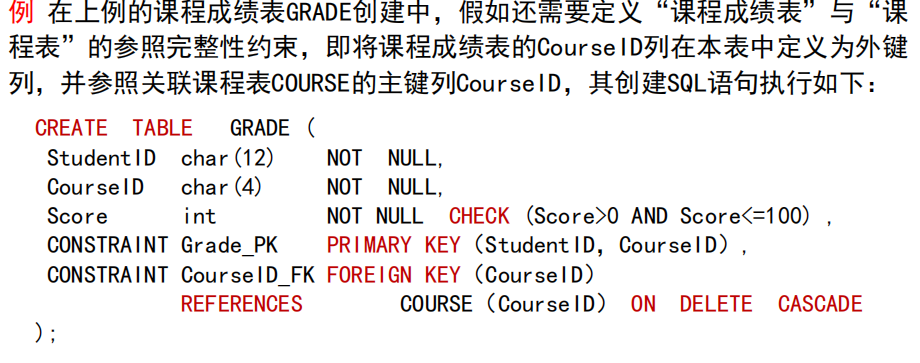 例 在上例的课程成绩表GRADE创建中，假如还需要定义“课程成绩表”与“课
程表”的参照完整性约束，即将课程成绩表的CourseID列在本表中定义为外键
列，并参照关联课程表COURSE的主键列CourseID，其创建SQL语句执行如下：
CREATE TABLE GRADE (
StudentID char(12) NOT NULL,
CourseID char(4) NOT NULL,
Score int NOT NULL CHECK (Score>0 AND Score<=100) ,
CONSTRAINT Grade_PK PRIMARY KEY (StudentID, CourseID) ,
CONSTRAINT CourseID_FK FOREIGN KEY (CourseID)
REFERENCES COURSE (CourseID) ON DELETE CASCADE
);